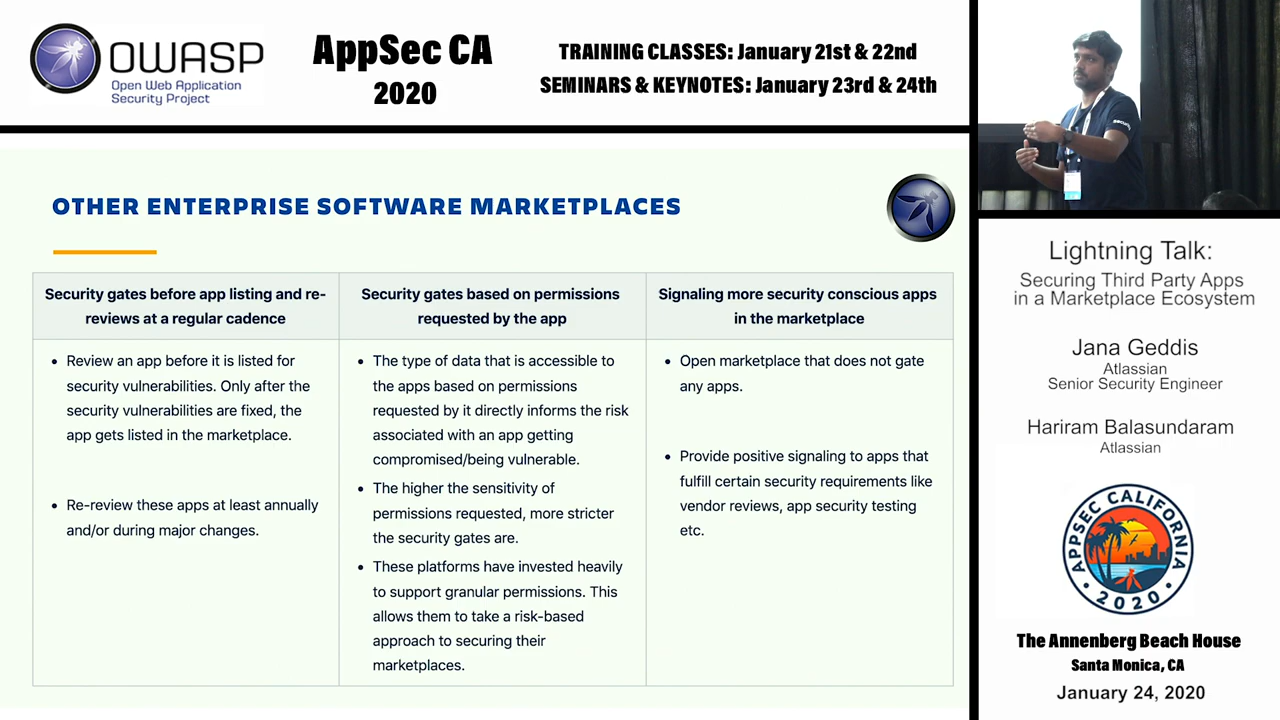 OWASP
Open Web Application
Security Project
AppSec CA
2020
TRAINING CLASSES: January 21st & 22nd
SEMINARS & KEYNOTES: January 23rd & 24th
OTHER ENTERPRISE SOFTWARE MARKETPLACES
Security gates before app listing and re-
reviews at a regular cadence
• Review an app before it is listed for
security vulnerabilities. Only after the
security vulnerabilities are fixed, the
app gets listed in the marketplace.
• Re-review these apps at least annually
and/or during major changes.
Security gates based on permissions
requested by the app
• The type of data that is accessible to
the apps based on permissions
requested by it directly informs the risk
associated with an app getting
compromised/being vulnerable.
• The higher the sensitivity of
permissions requested, more stricter
the security gates are.
• These platforms have invested heavily
to support granular permissions. This
allows them to take a risk-based
approach to securing their
marketplaces.
Signaling more security conscious apps
in the marketplace
• Open marketplace that does not gate
any apps.
• Provide positive signaling to apps that
fulfill certain security requirements like
vendor reviews, app security testing
etc.
Lightning Talk:
Securing Third Party Apps
in a Marketplace Ecosystem
Jana Geddis
Atlassian
Senior Security Engineer
Hariram Balasundaram
Atlassian
APPSEC CALIFORNIA
• 2020 •
The Annenberg Beach House
Santa Monica, CA
January 24, 2020